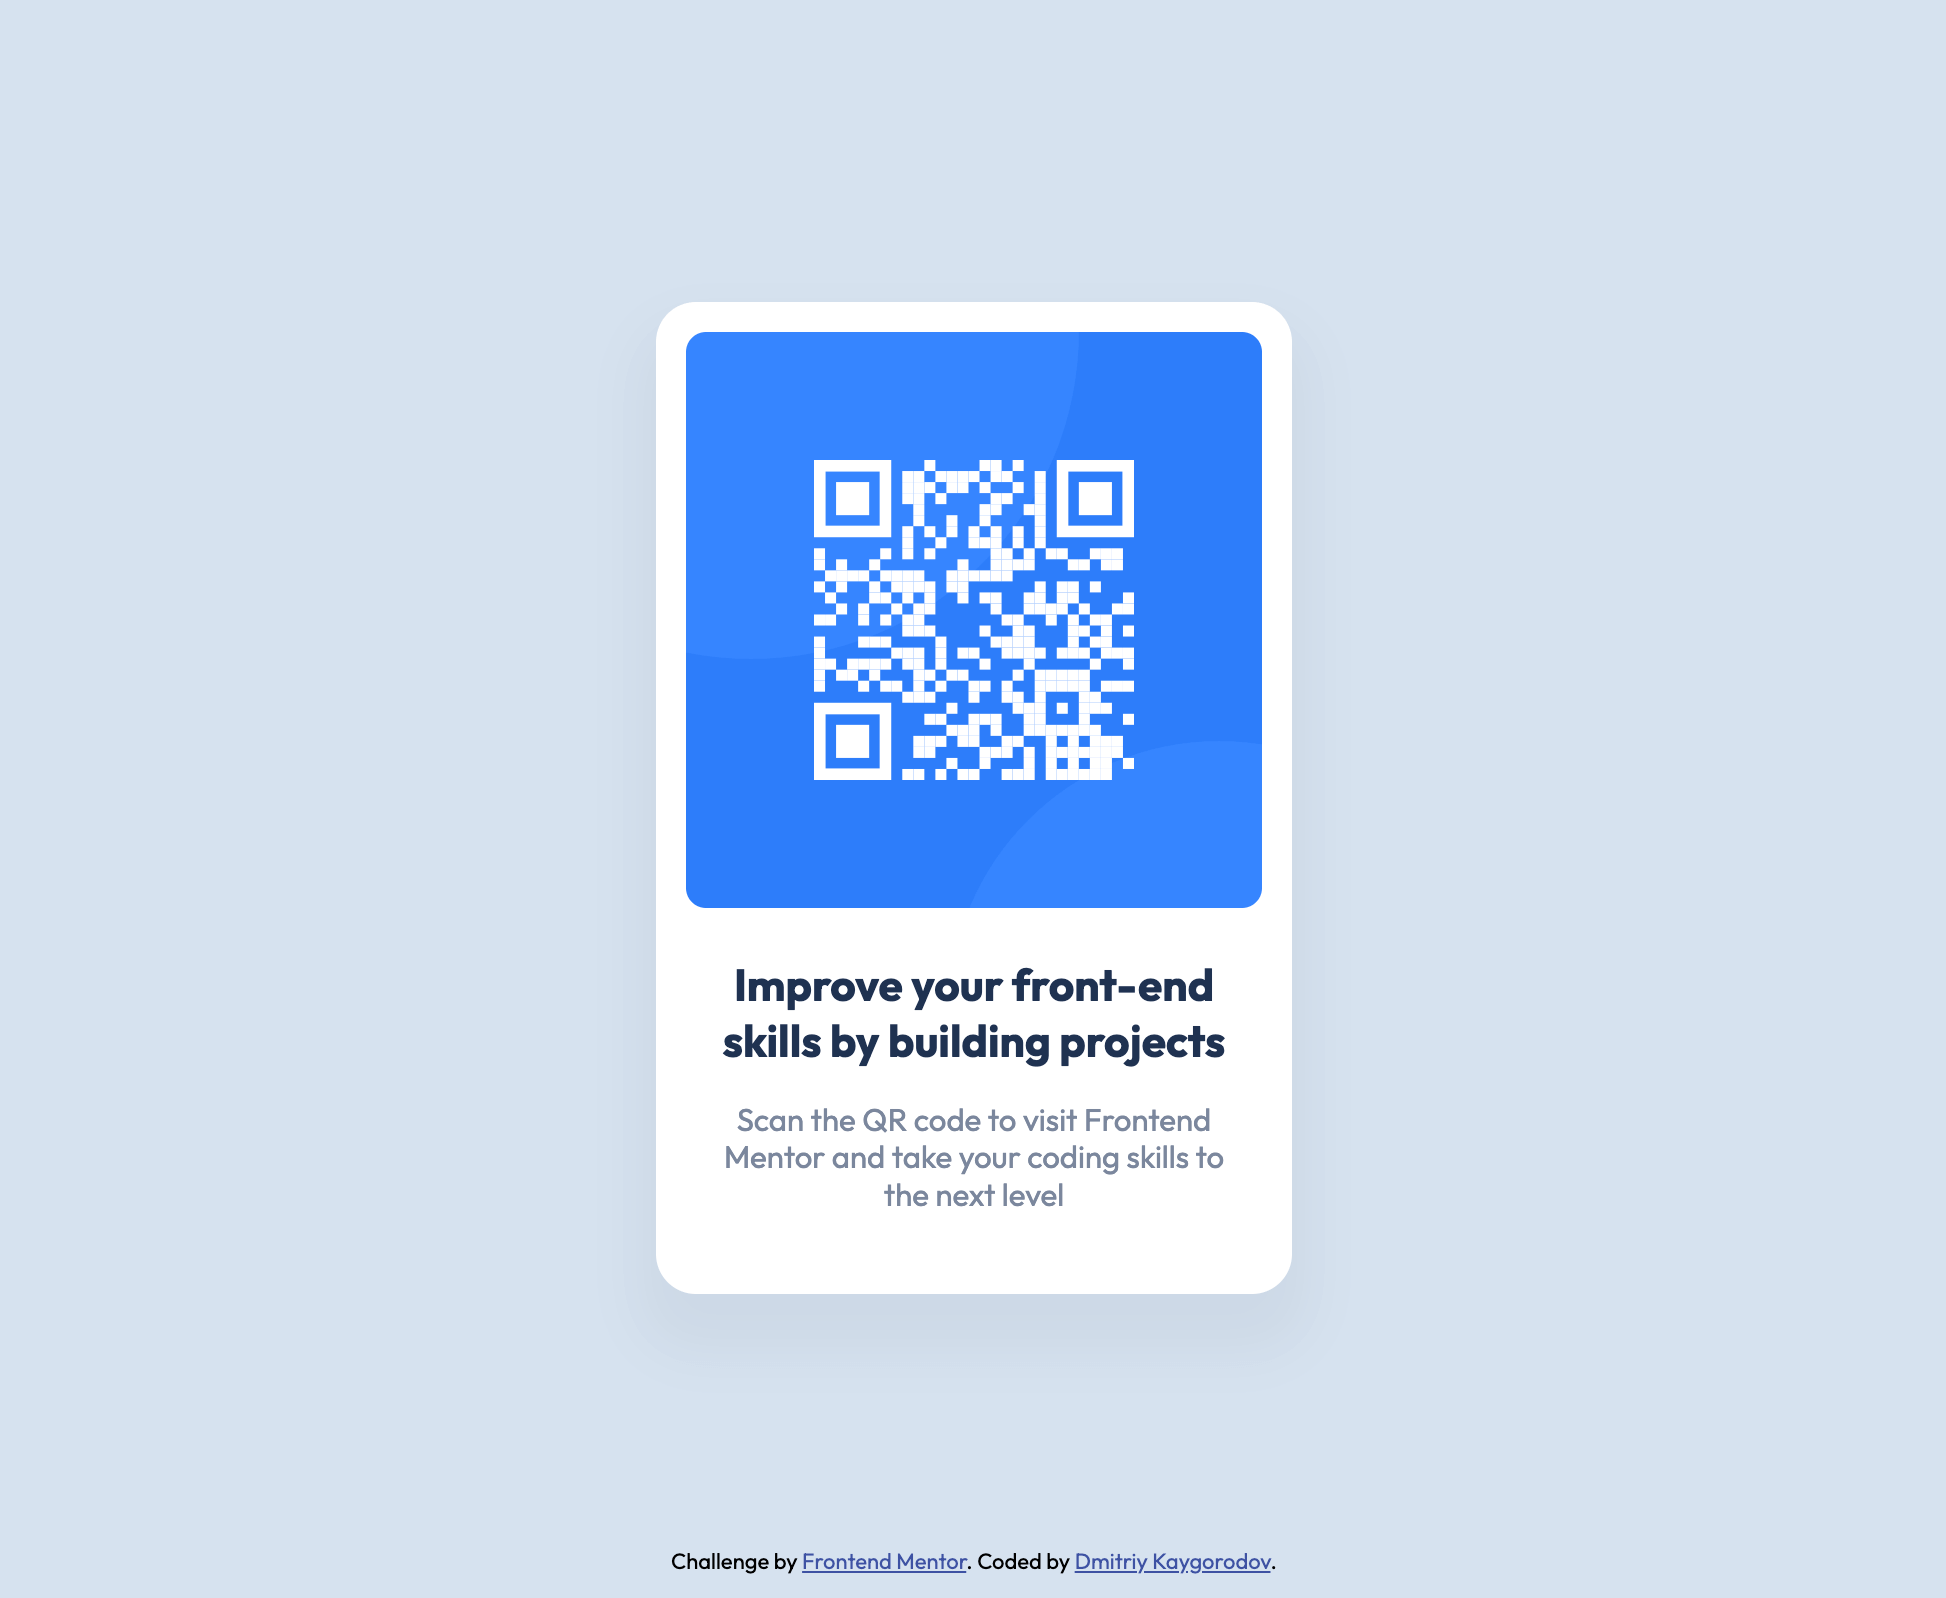 Improve your front-end
skills by building projects
Scan the QR code to visit Frontend
Mentor and take your coding skills to
the next level
Challenge by Frontend Mentor. Coded by Dmitriy Kaygorodov.